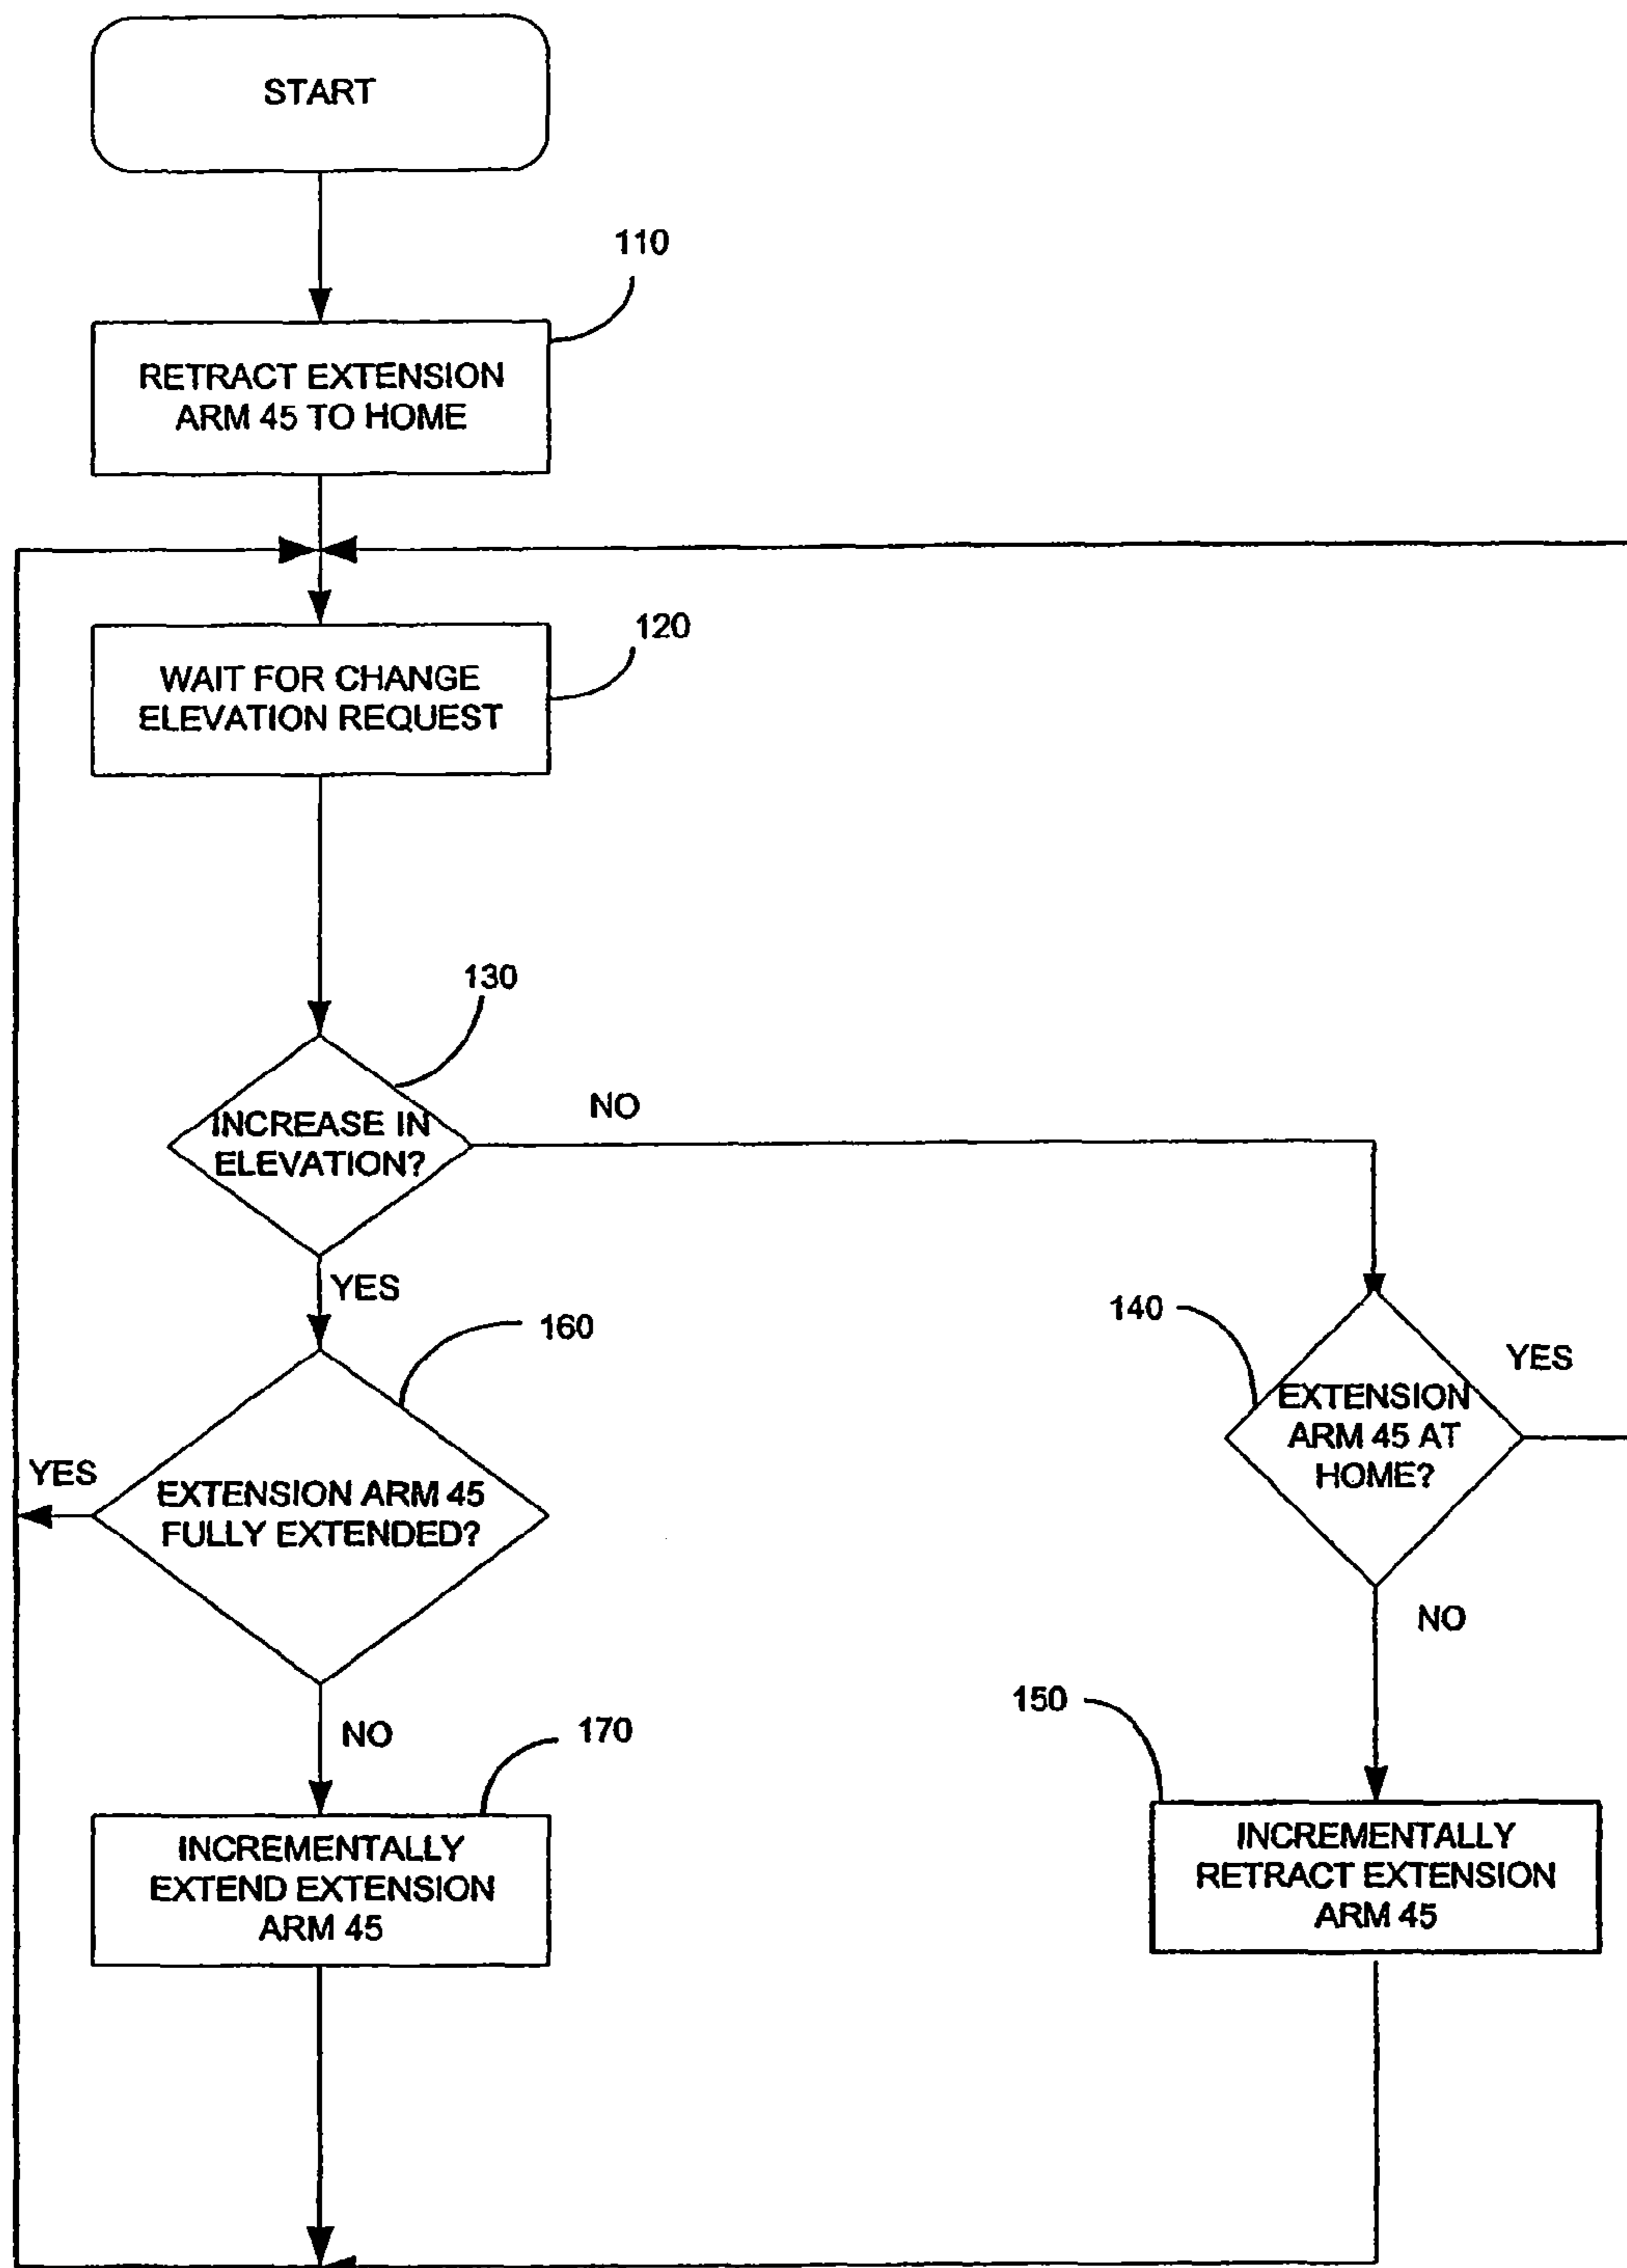 START
110
RETRACT EXTENSION
ARM 45 TO HOME
120
WAIT FOR CHANGE
ELEVATION REQUEST
130
INCREASE IN
ELEVATION?
NO
YES
160
140
YES
EXTENSION
ARM 45 AT
HOME?
YES
EXTENSION ARM 45
FULLY EXTENDED?
NO
NO
170
150
INCREMENTALLY
EXTEND EXTENSION
ARM 45
INCREMENTALLY
RETRACT EXTENSION
ARM 45